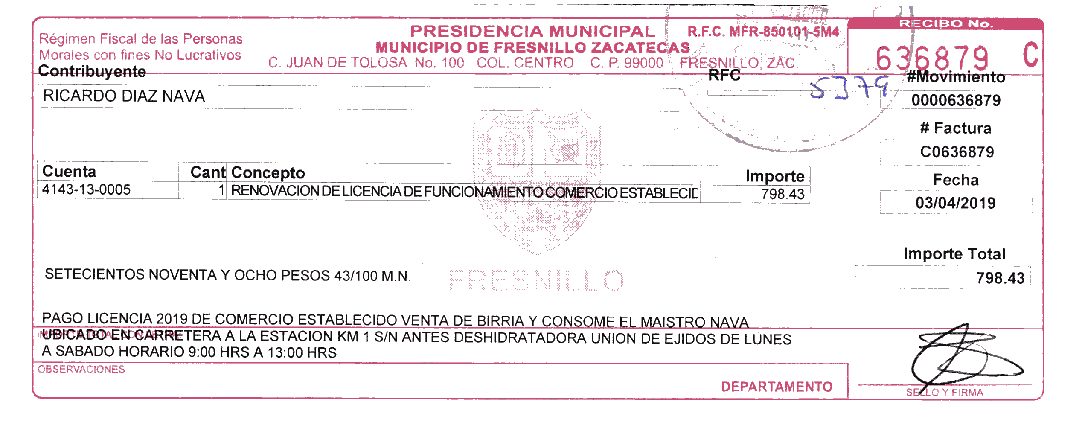 PRESIDENCIA MUNICIPAL
R.F.C. MFR-850101-5M4
RECIBO No.
Régimen Fiscal de las Personas
Morales con fines No Lucrativos
MUNICIPIO DE FRESNILLO ZACATECAS
C. JUAN DE TOLOSA No. 100 COL. CENTRO C. P. 99000 FRESNILLO, ZAC.
636879 C
Contribuyente
RFC
#Movimiento
RICARDO DIAZ NAVA
5379
0000636879
# Factura
C0636879
Cuenta Cant Concepto Importe
Fecha
4143-13-0005 1 RENOVACION DE LICENCIA DE FUNCIONAMIENTO COMERCIO ESTABLECID 798.43
03/04/2019
Importe Total
SETECIENTOS NOVENTA Y OCHO PESOS 43/100 M.N.
FRESNILLO
798.43
PAGO LICENCIA 2019 DE COMERCIO ESTABLECIDO VENTA DE BIRRIA Y CONSOME EL MAISTRO NAVA
UBICADO EN CARRETERA A LA ESTACION KM 1 S/N ANTES DESHIDRATADORA UNION DE EJIDOS DE LUNES
A SABADO HORARIO 9:00 HRS A 13:00 HRS
OBSERVACIONES
DEPARTAMENTO
SELLO Y FIRMA